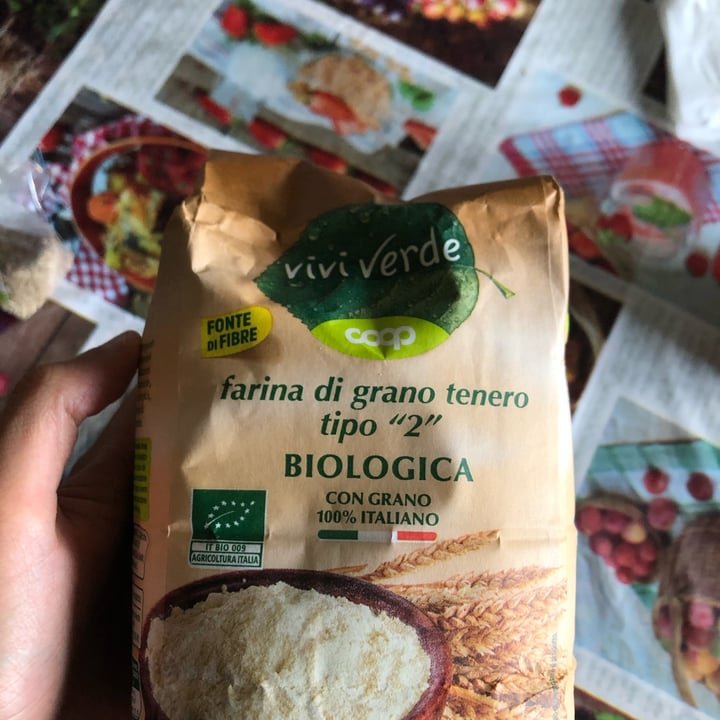 vivi verde
coop
FONTE
DI FIBRE
farina di grano tenero
tipo “2”
BIOLOGICA
CON GRANO
100% ITALIANO
IT BIO 009
AGRICOLTURA ITALIA